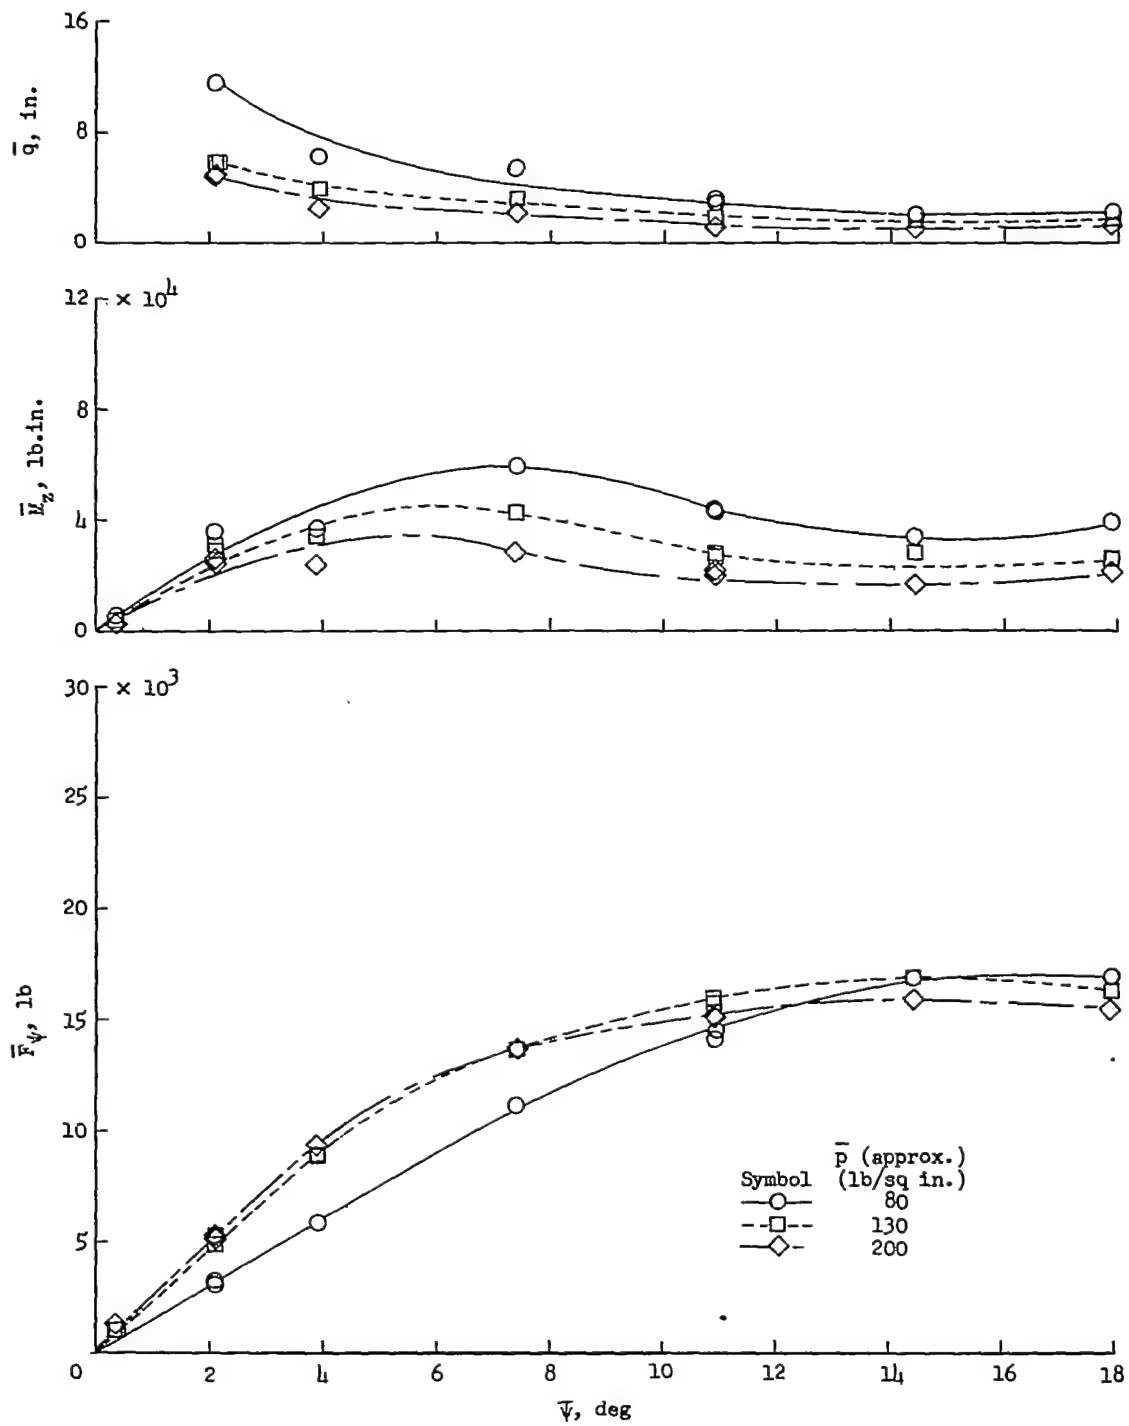 16
8
0
q̄, in.
12 × 10⁴
8
4
0
M̄z, lb.in.
30 × 10³
25
20
15
10
5
F̄ψ, lb
p̄ (approx.)
Symbol (lb/sq in.)
80
130
200
0 2 4 6 8 10 12 14 16 18
ψ̄, deg